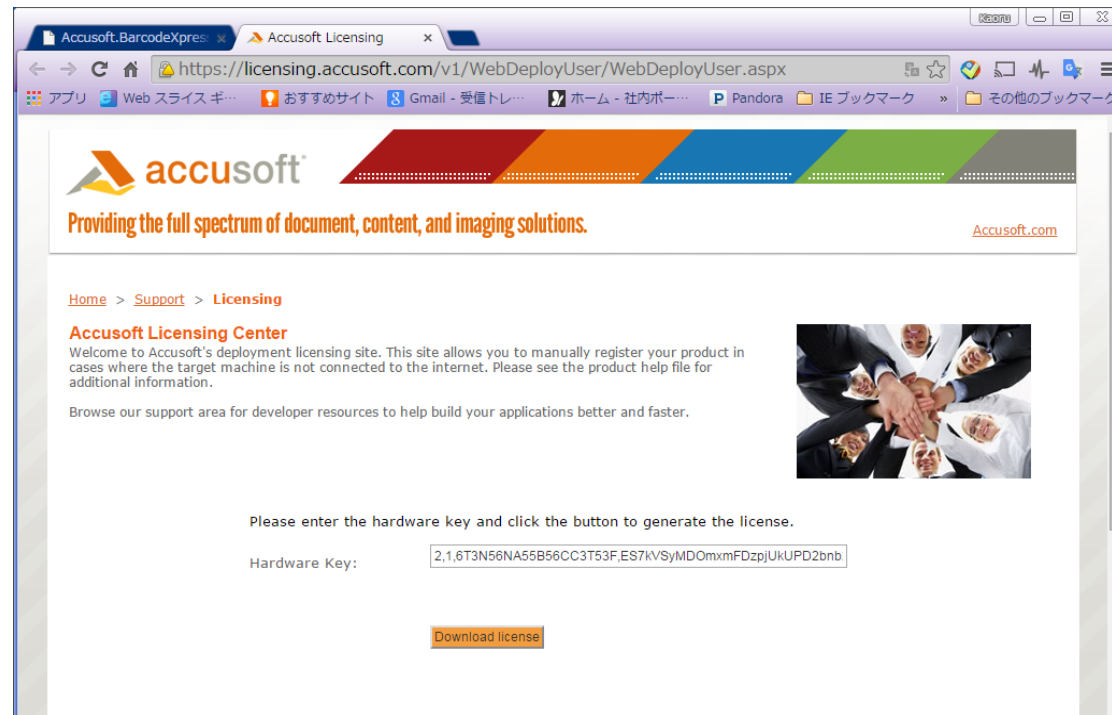 Kaoru
Accusoft.BarcodeXpres
Accusoft Licensing
https://licensing.accusoft.com/v1/WebDeployUser/WebDeployUser.aspx
アプリ Web スライス ギ… おすすめサイト Gmail - 受信トレ… ホーム - 社内ポー… Pandora IE ブックマーク » その他のブックマーク
accusoft
Providing the full spectrum of document, content, and imaging solutions.
Accusoft.com
Home > Support > Licensing
Accusoft Licensing Center
Welcome to Accusoft's deployment licensing site. This site allows you to manually register your product in
cases where the target machine is not connected to the internet. Please see the product help file for
additional information.
Browse our support area for developer resources to help build your applications better and faster.
Please enter the hardware key and click the button to generate the license.
Hardware Key:
2,1,6T3N56NA55B56CC3T53F,ES7kVSyMDOmxmFDzpjUkUPD2bnb
Download license